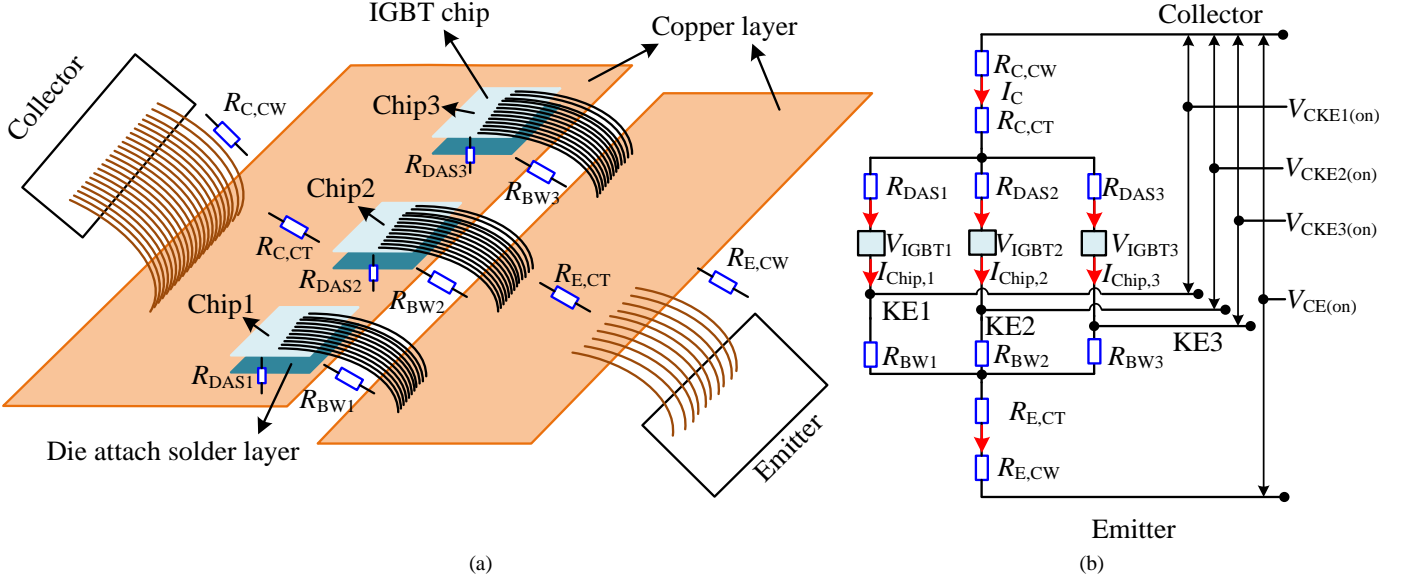 IGBT chip
Copper layer
Collector
R_C,CW
Chip3
R_DAS3
R_BW3
Chip2
R_C,CT
R_DAS2
R_BW2
R_E,CT
R_E,CW
Chip1
R_DAS1
R_BW1
Die attach solder layer
Emitter
(a)
Collector
R_C,CW
I_C
R_C,CT
V_CKE1(on)
R_DAS1
R_DAS2
R_DAS3
V_CKE2(on)
V_CKE3(on)
V_IGBT1
V_IGBT2
V_IGBT3
I_Chip,1
I_Chip,2
I_Chip,3
V_CE(on)
KE1
KE2
KE3
R_BW1
R_BW2
R_BW3
R_E,CT
R_E,CW
Emitter
(b)